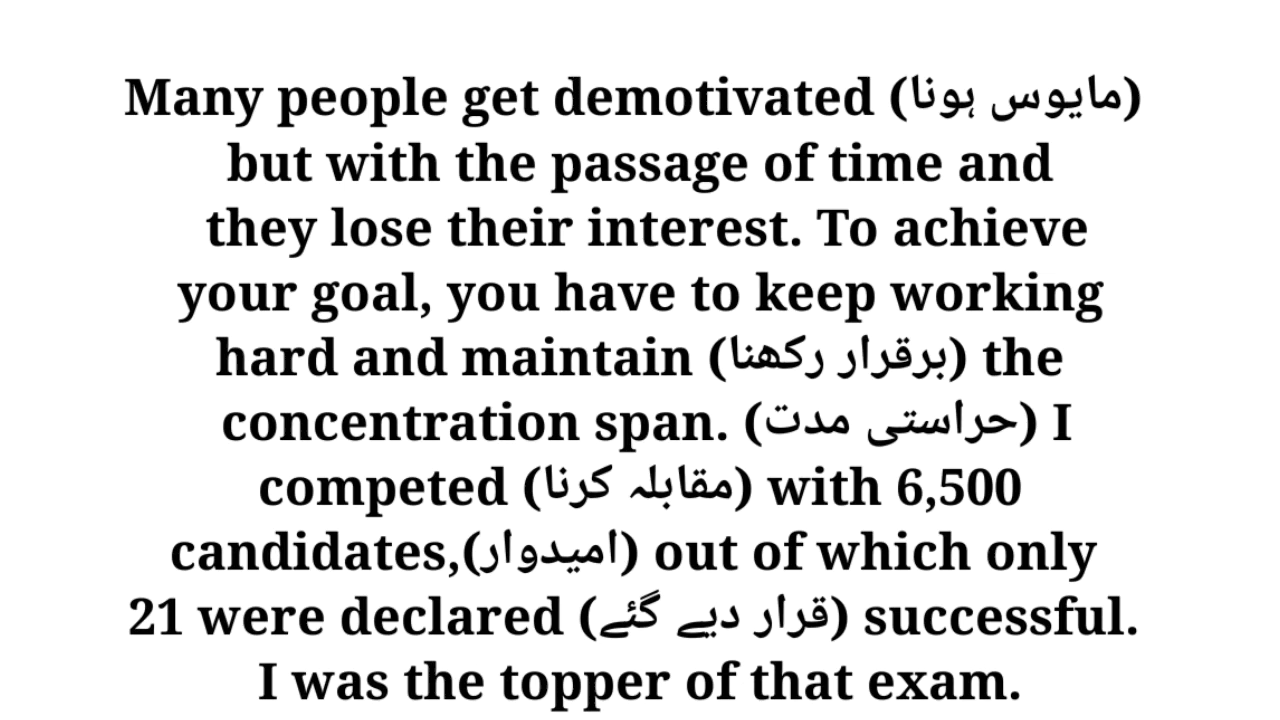 Many people get demotivated (مایوس ہونا)
but with the passage of time and
they lose their interest. To achieve
your goal, you have to keep working
hard and maintain (برقرار رکھنا) the
concentration span. (حراستی مدت) I
competed (مقابلہ کرنا) with 6,500
candidates,(امیدوار) out of which only
21 were declared (قرار دیے گئے) successful.
I was the topper of that exam.